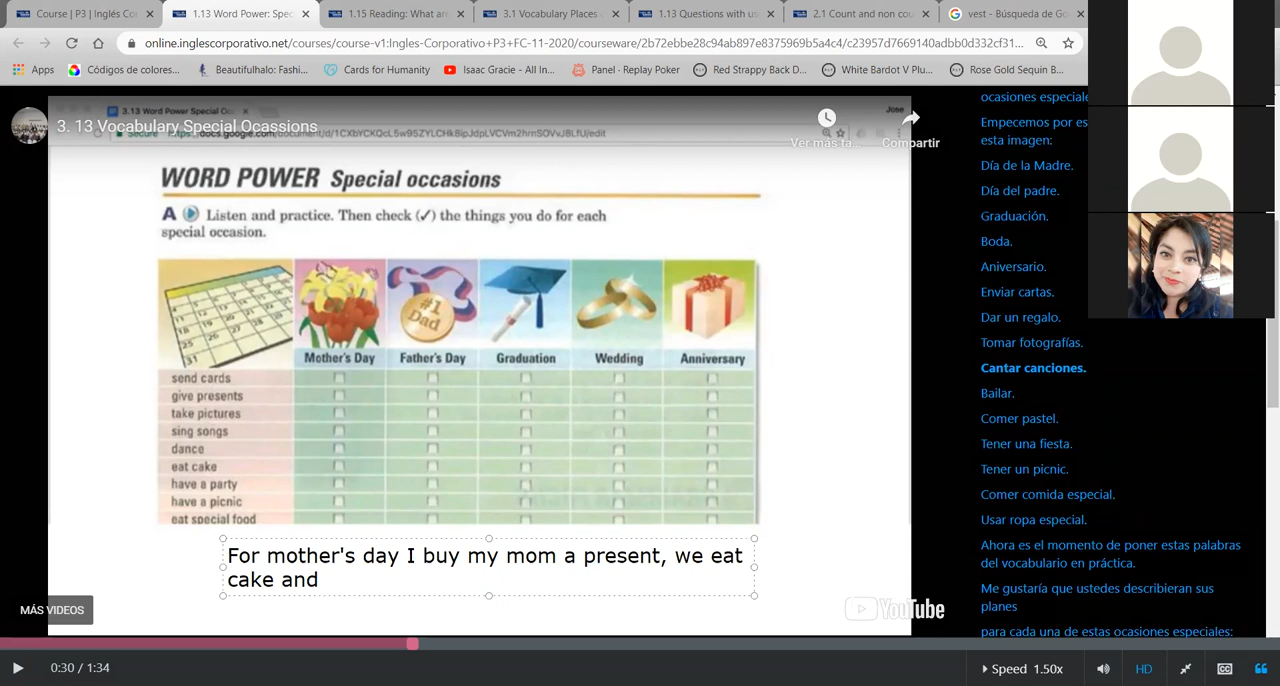 Course | P3 | Inglés Co
1.13 Word Power: Spec
1.15 Reading: What are
3.1 Vocabulary Places
1.13 Questions with us
2.1 Count and non cou
vest - Búsqueda de Go
online.inglescorporativo.net/courses/course-v1:Ingles-Corporativo+P3+FC-11-2020/courseware/2b72ebbe28c94ab897e8375969b5a4c4/c23957d7669140adbb0d332cf31...
Apps
Códigos de colores...
Beautifulhalo: Fashi...
Cards for Humanity
Isaac Gracie - All In...
Panel · Replay Poker
Red Strappy Back D...
White Bardot V Plu...
Rose Gold Sequin B...
3.13 Word Power Special Oc
Jose
3. 13 Vocabulary Special Ocassions
Ver más ta...
Compartir
WORD POWER Special occasions
A Listen and practice. Then check (✓) the things you do for each
special occasion.
#1
Dad
Mother's Day Father's Day Graduation Wedding Anniversary
send cards
give presents
take pictures
sing songs
dance
eat cake
have a party
have a picnic
eat special food
For mother's day I buy my mom a present, we eat
cake and
MÁS VIDEOS
YouTube
ocasiones especiale
Empecemos por es
esta imagen:
Día de la Madre.
Día del padre.
Graduación.
Boda.
Aniversario.
Enviar cartas.
Dar un regalo.
Tomar fotografías.
Cantar canciones.
Bailar.
Comer pastel.
Tener una fiesta.
Tener un picnic.
Comer comida especial.
Usar ropa especial.
Ahora es el momento de poner estas palabras
del vocabulario en práctica.
Me gustaría que ustedes describieran sus
planes
para cada una de estas ocasiones especiales:
0:30 / 1:34
Speed 1.50x
HD
CC